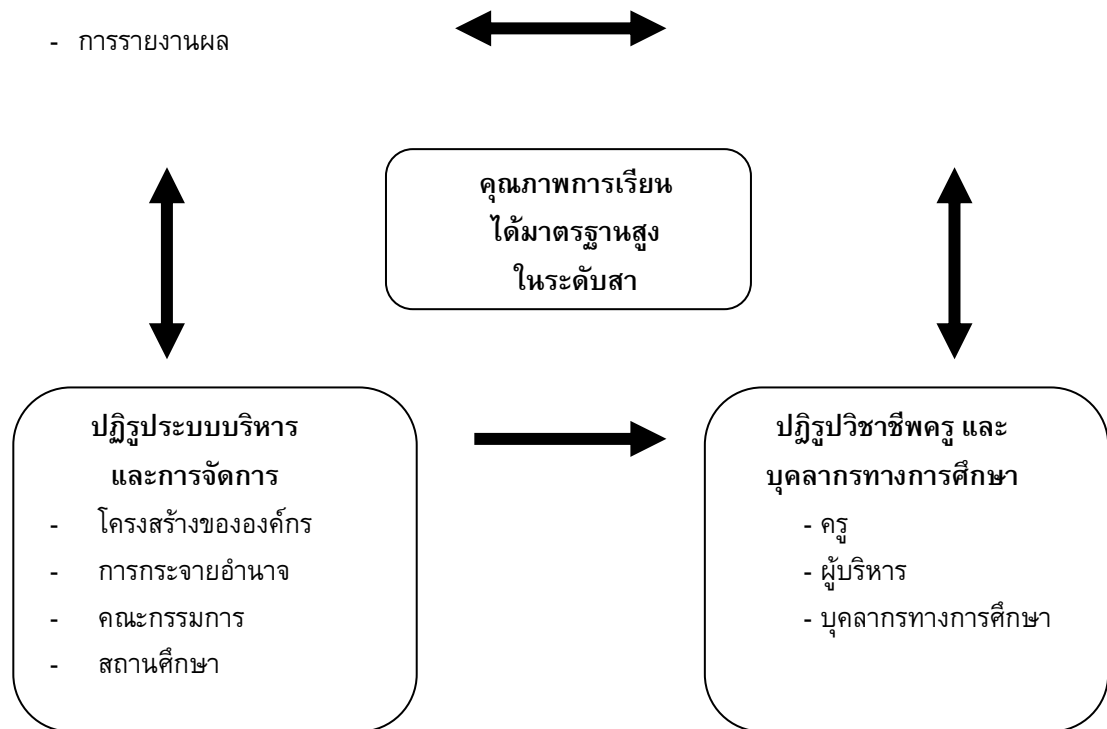 - การรายงานผล
คุณภาพการเรียน
ได้มาตรฐานสูง
ในระดับสา
ปฏิรูประบบบริหาร
และการจัดการ
- โครงสร้างขององค์กร
- การกระจายอำนาจ
- คณะกรรมการ
- สถานศึกษา
ปฎิรูปวิชาชีพครู และ
บุคลากรทางการศึกษา
- ครู
- ผู้บริหาร
- บุคลากรทางการศึกษา